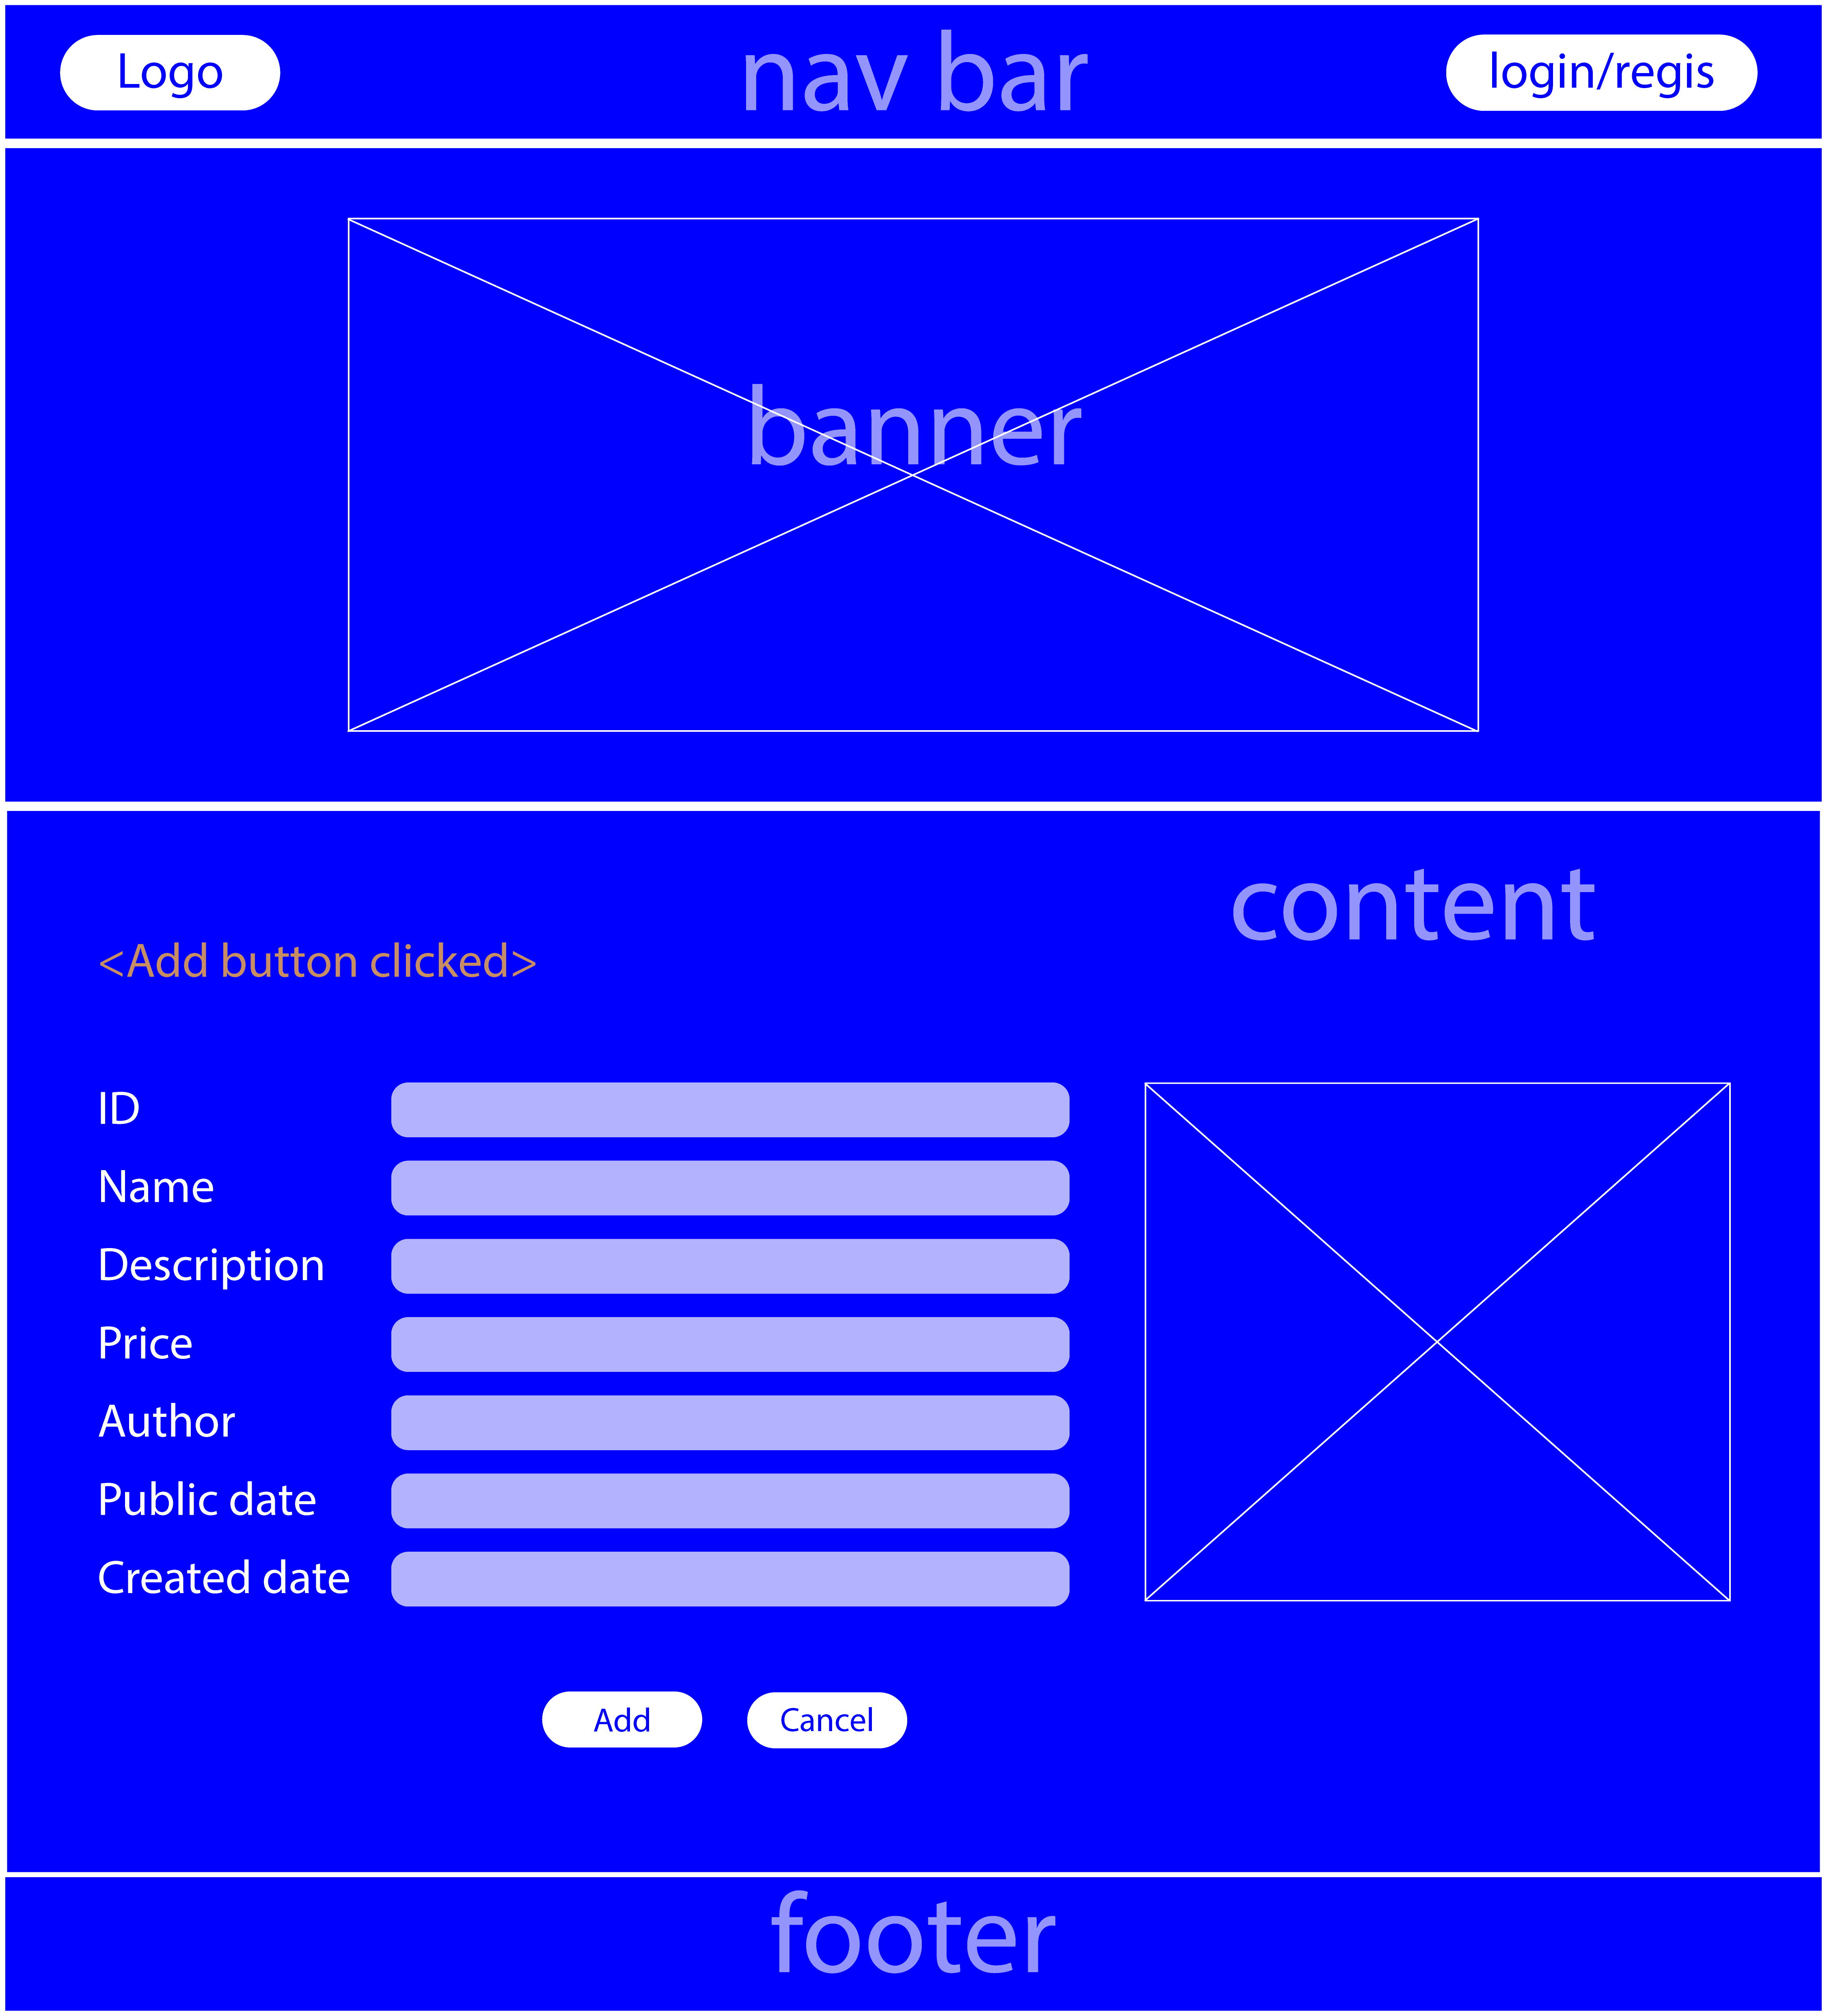 Logo
nav bar
login/regis
banner
content
<Add button clicked>
ID
Name
Description
Price
Author
Public date
Created date
Add
Cancel
footer